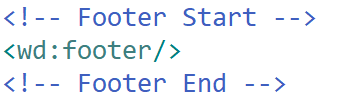 <!-- Footer Start -->
<wd:footer/>
<!-- Footer End -->